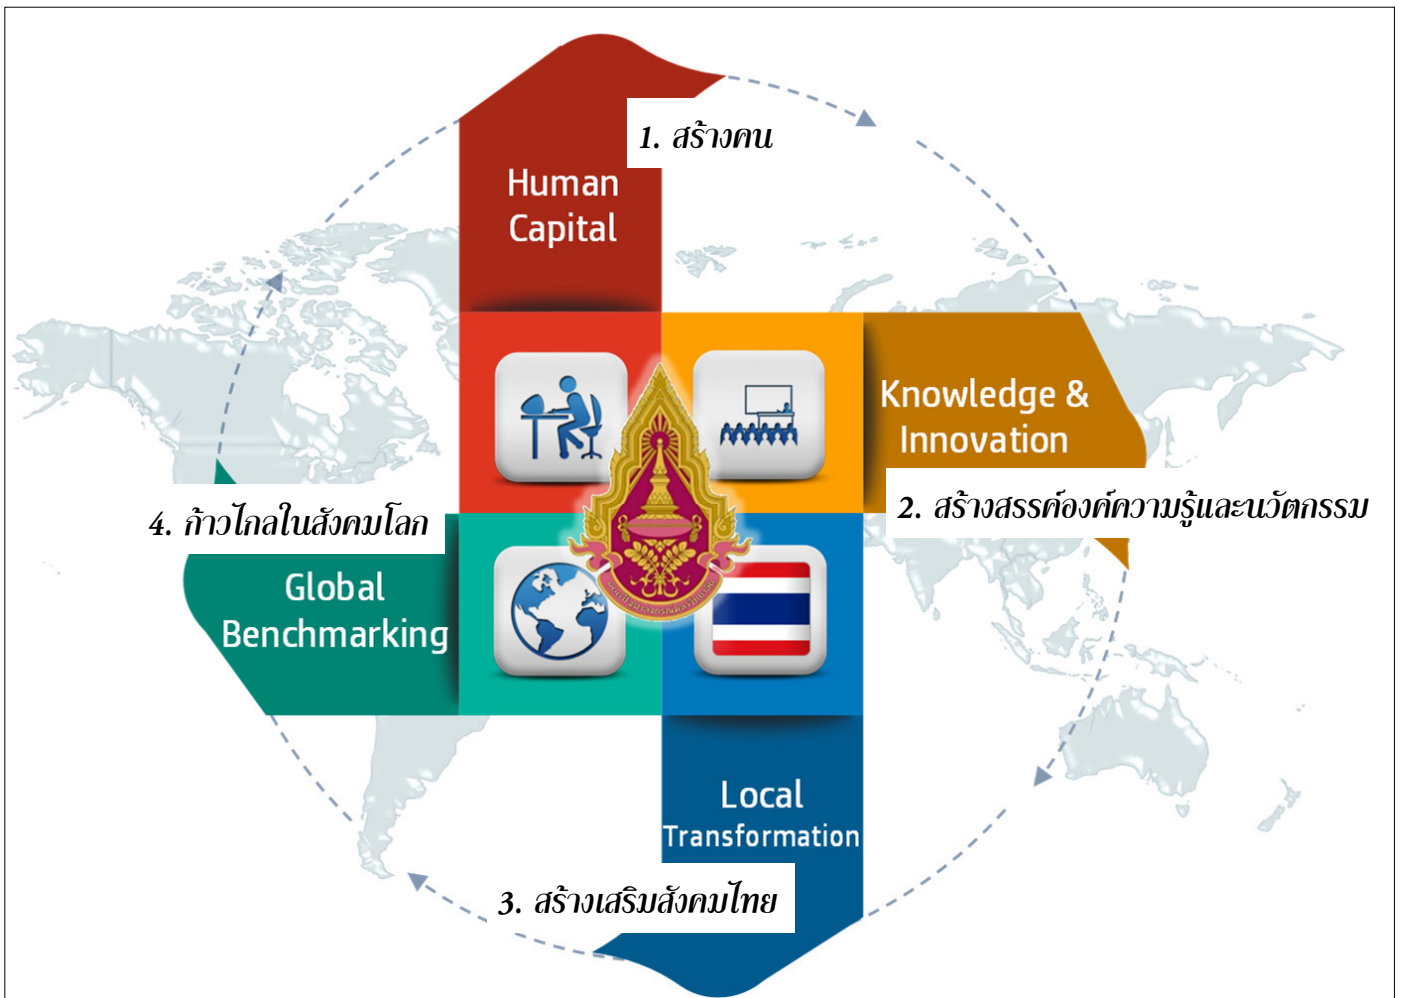 1. สร้างคน
Human
Capital
Knowledge &
Innovation
2. สร้างสรรค์องค์ความรู้และนวัตกรรม
4. ก้าวไกลในสังคมโลก
Global
Benchmarking
Local
Transformation
3. สร้างเสริมสังคมไทย